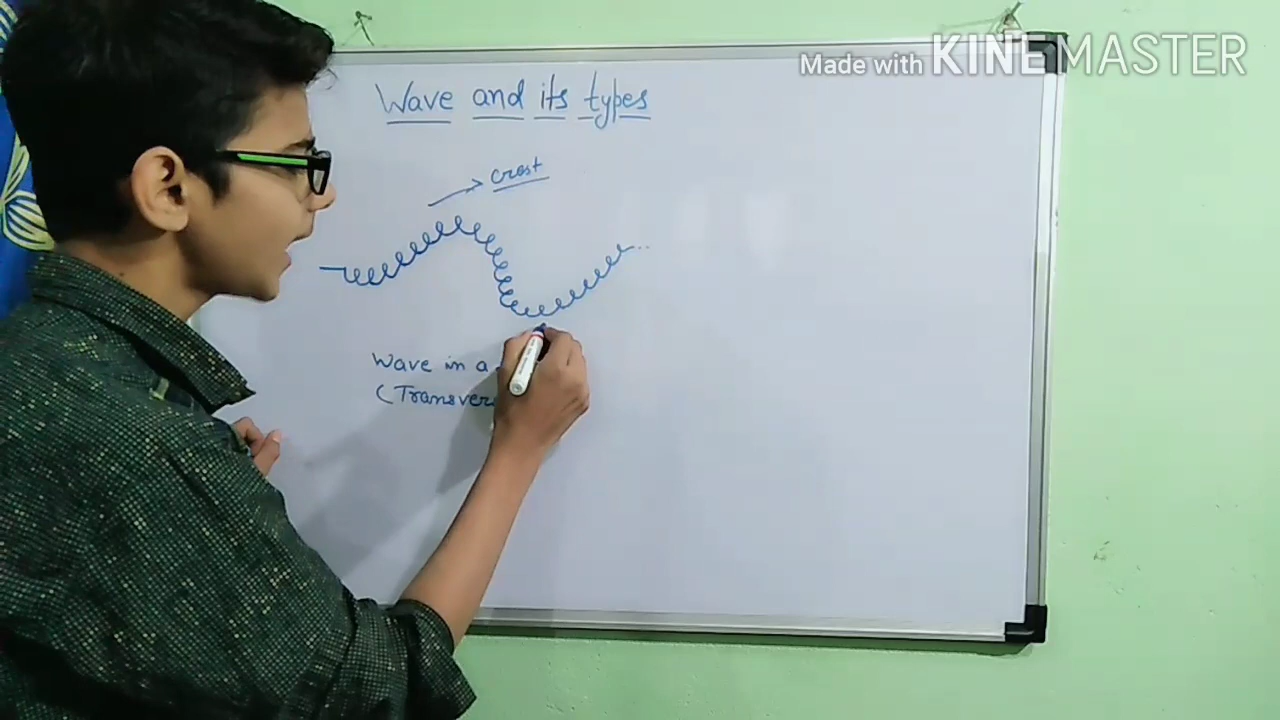 Made with KINEMASTER
Wave and its types
crest
Wave in a
(Transver